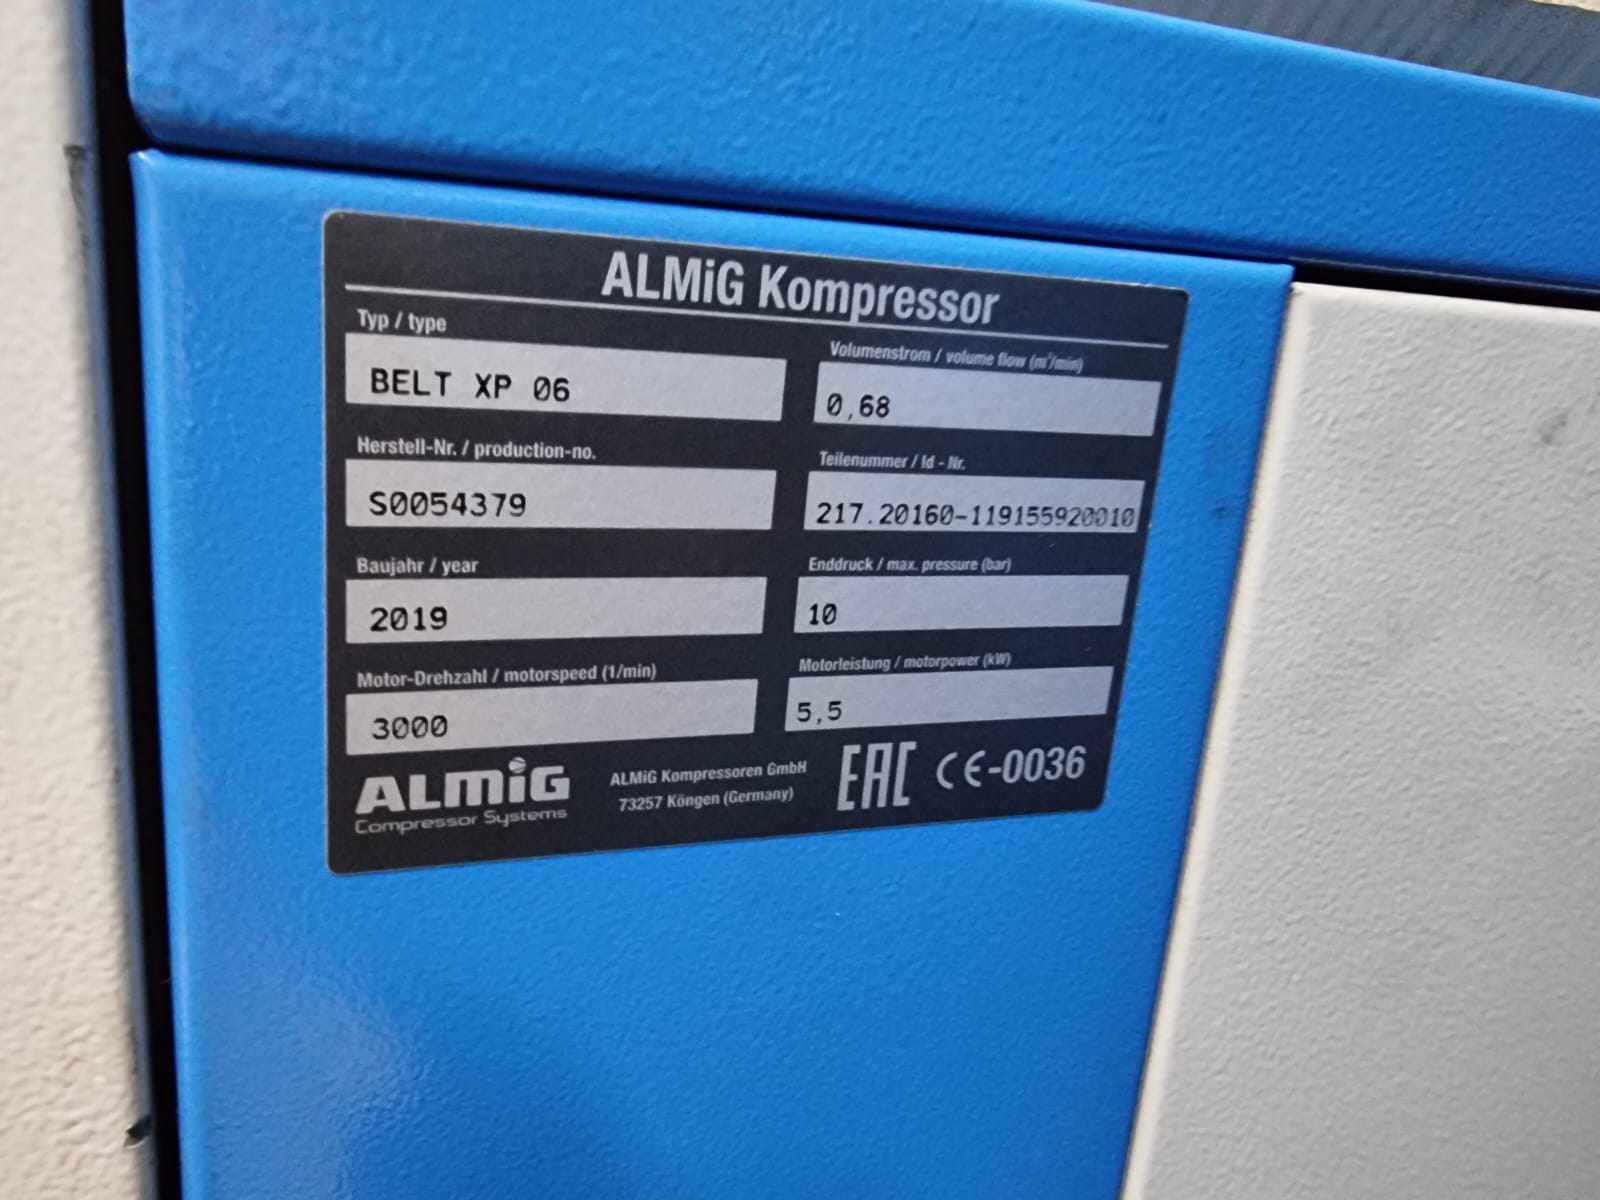 ALMiG Kompressor
Typ / type
BELT XP 06
Volumenstrom / volume flow (m³/min)
0,68
Herstell-Nr. / production-no.
S0054379
Teilenummer / Id - Nr.
217.20160-119155920010
Baujahr / year
2019
Enddruck / max. pressure (bar)
10
Motor-Drehzahl / motorspeed (1/min)
3000
Motorleistung / motorpower (kW)
5,5
ALMiG
Compressor Systems
ALMiG Kompressoren GmbH
73257 Köngen (Germany)
EAC CE-0036